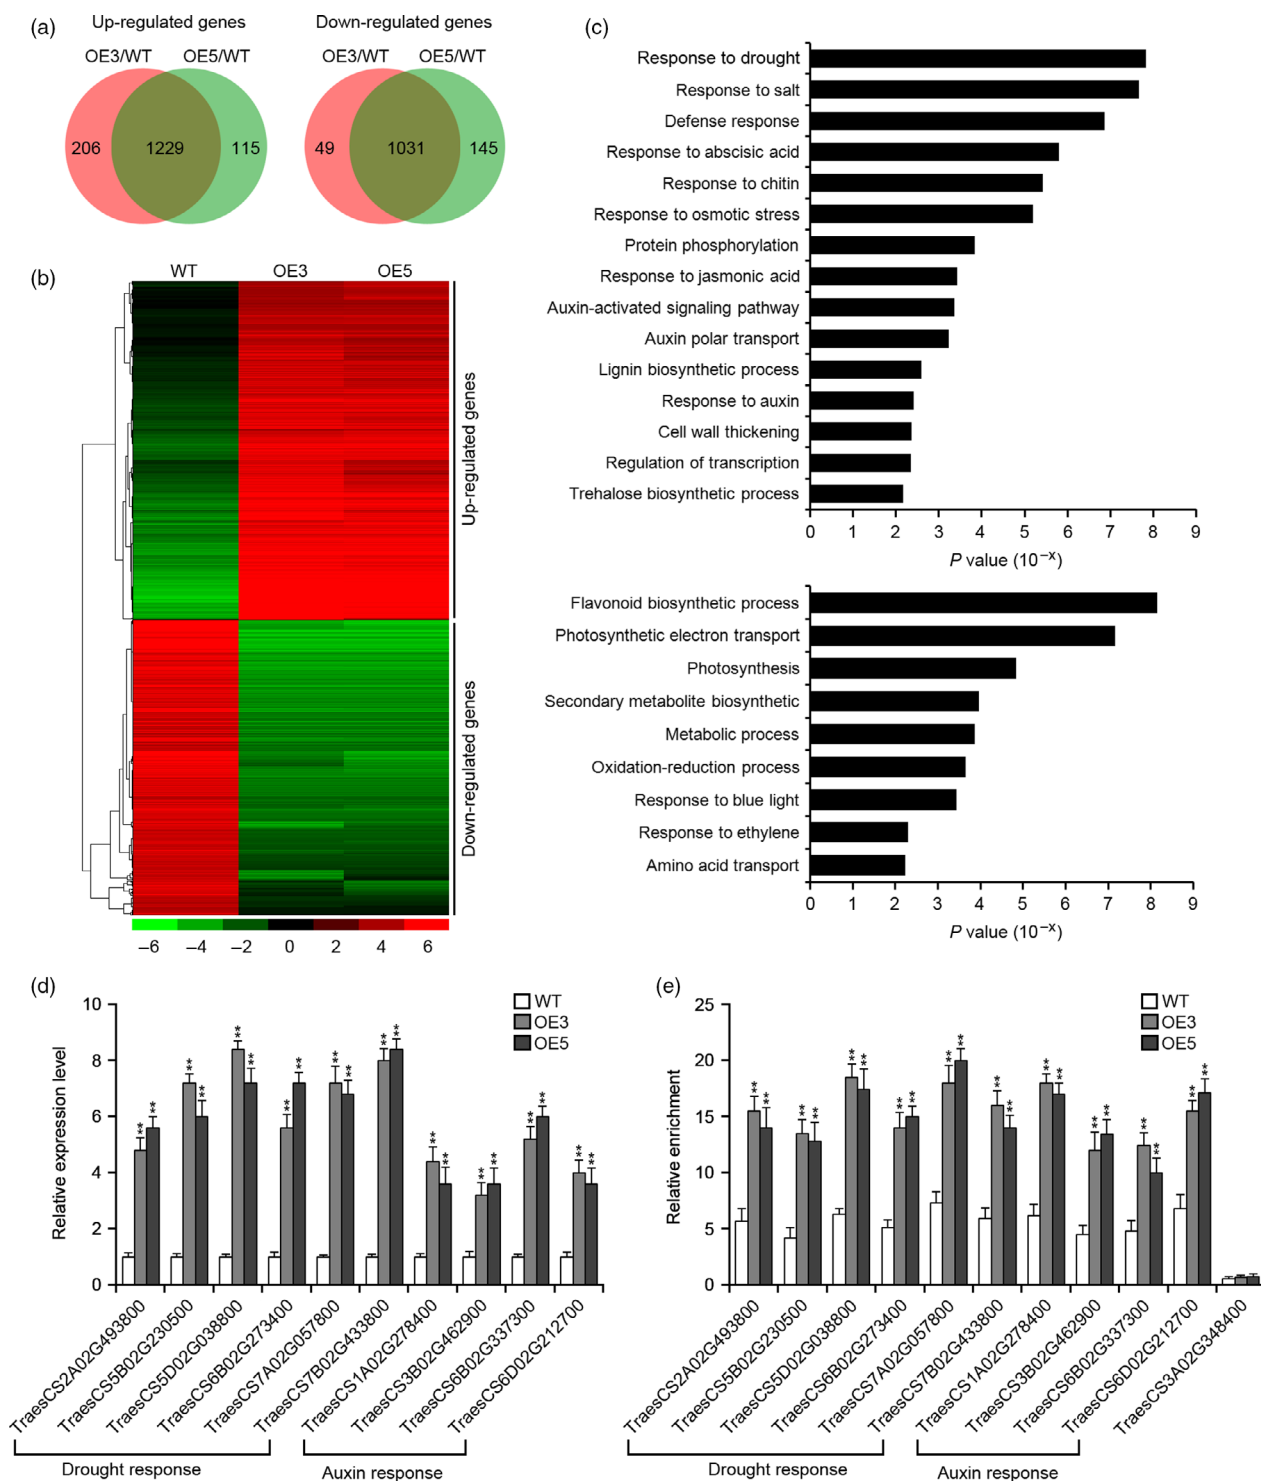 (a)
Up-regulated genes
OE3/WT OE5/WT
206 1229 115
Down-regulated genes
OE3/WT OE5/WT
49 1031 145
(b)
WT OE3 OE5
Up-regulated genes
Down-regulated genes
–6 –4 –2 0 2 4 6
(c)
Response to drought
Response to salt
Defense response
Response to abscisic acid
Response to chitin
Response to osmotic stress
Protein phosphorylation
Response to jasmonic acid
Auxin-activated signaling pathway
Auxin polar transport
Lignin biosynthetic process
Response to auxin
Cell wall thickening
Regulation of transcription
Trehalose biosynthetic process
0 1 2 3 4 5 6 7 8 9
P value (10⁻ˣ)
Flavonoid biosynthetic process
Photosynthetic electron transport
Photosynthesis
Secondary metabolite biosynthetic
Metabolic process
Oxidation-reduction process
Response to blue light
Response to ethylene
Amino acid transport
0 1 2 3 4 5 6 7 8 9
P value (10⁻ˣ)
(d)
Relative expression level
10
8
6
4
2
0
WT
OE3
OE5
** ** ** ** ** ** ** ** ** ** ** ** ** ** ** ** ** ** ** **
TraesCS2A02G493800
TraesCS5B02G230500
TraesCS5D02G038800
TraesCS6B02G273400
TraesCS7A02G057800
TraesCS7B02G433800
TraesCS1A02G278400
TraesCS3B02G462900
TraesCS6B02G337300
TraesCS6D02G212700
Drought response
Auxin response
(e)
Relative enrichment
25
20
15
10
5
0
WT
OE3
OE5
** ** ** ** ** ** ** ** ** ** ** ** ** ** ** ** ** ** ** **
TraesCS2A02G493800
TraesCS5B02G230500
TraesCS5D02G038800
TraesCS6B02G273400
TraesCS7A02G057800
TraesCS7B02G433800
TraesCS1A02G278400
TraesCS3B02G462900
TraesCS6B02G337300
TraesCS6D02G212700
TraesCS3A02G348400
Drought response
Auxin response